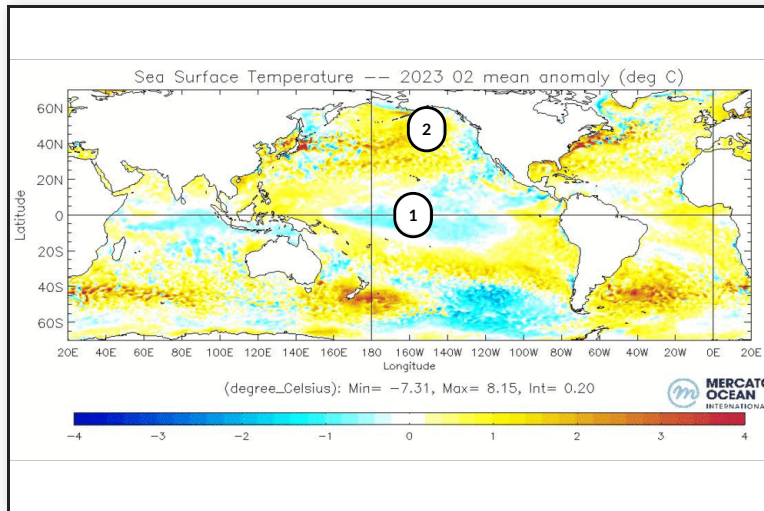 Sea Surface Temperature -- 2023 02 mean anomaly (deg C)
60N
40N
20N
0
20S
40S
60S
Latitude
2
1
20E 40E 60E 80E 100E 120E 140E 160E 180 160W 140W 120W 100W 80W 60W 40W 20W 0E 20E
Longitude
(degree_Celsius): Min= -7.31, Max= 8.15, Int= 0.20
MERCATO
OCEAN
INTERNATIONA
-4 -3 -2 -1 0 1 2 3 4